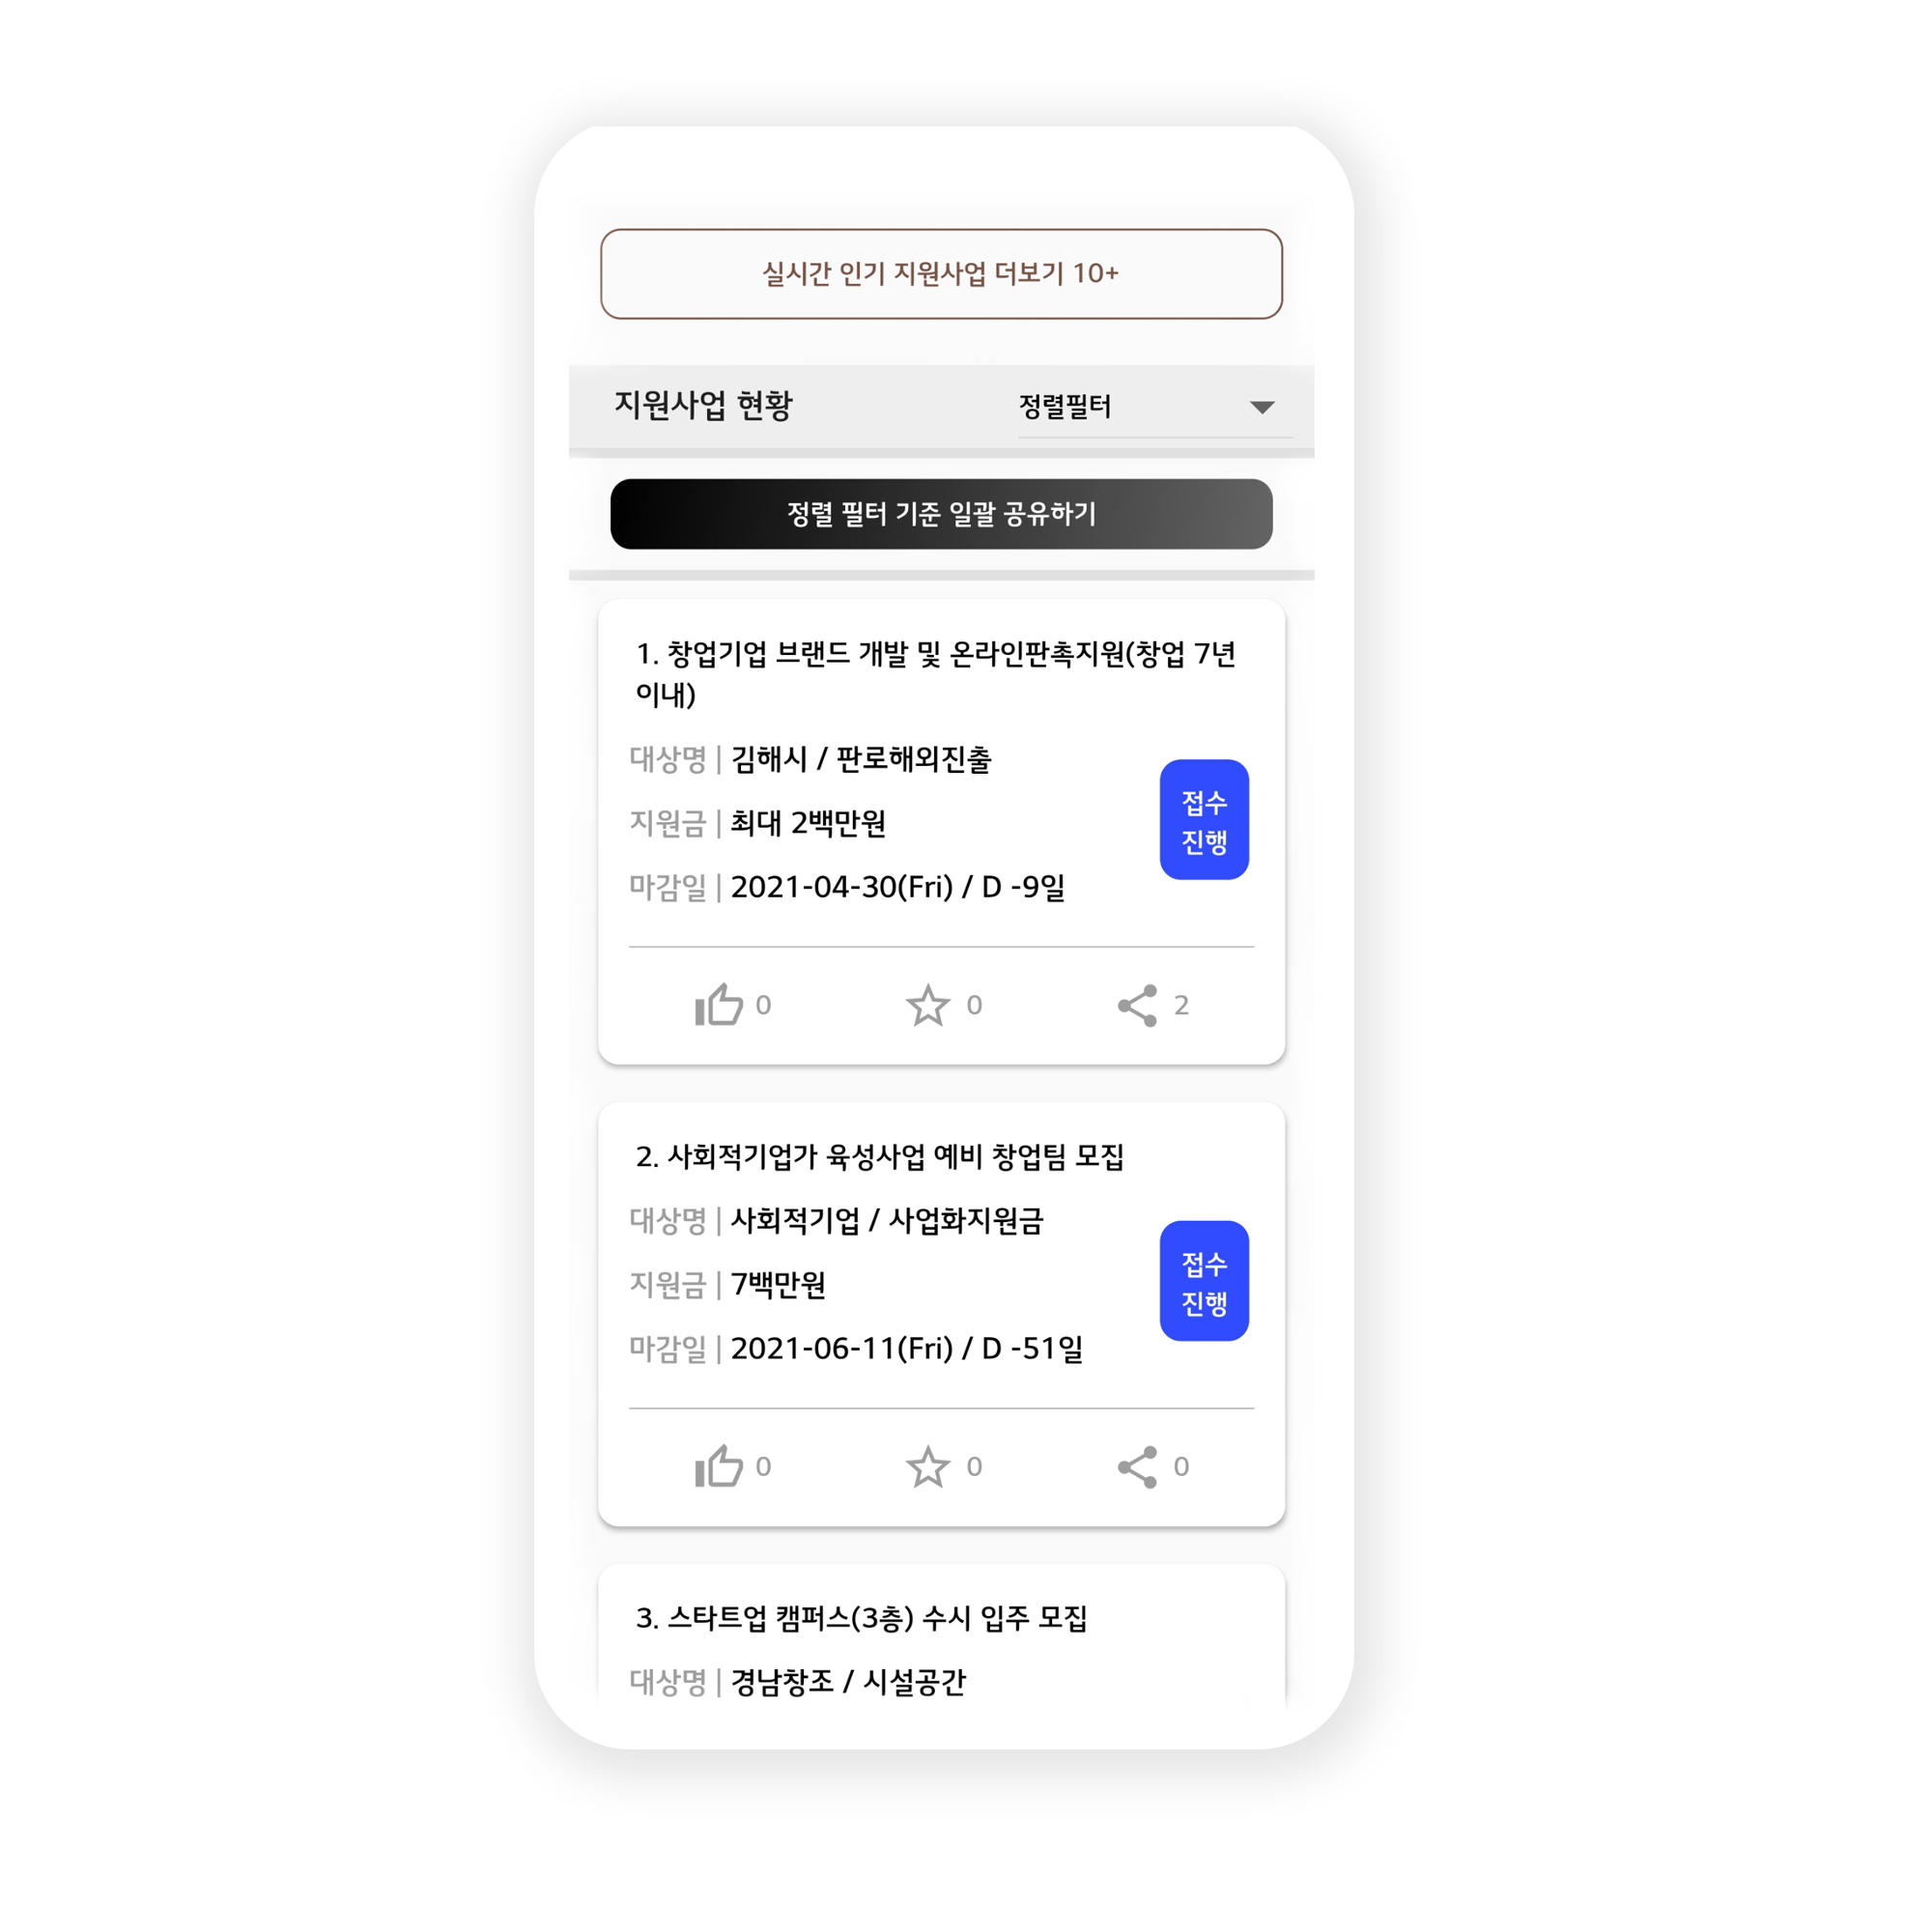 실시간 인기 지원사업 더보기 10+
지원사업 현황
정렬필터
정렬 필터 기준 일괄 공유하기
1. 창업기업 브랜드 개발 및 온라인판촉지원(창업 7년
이내)
대상명 | 김해시 / 판로해외진출
지원금 | 최대 2백만원
마감일 | 2021-04-30(Fri) / D -9일
접수
진행
0
0
2
2. 사회적기업가 육성사업 예비 창업팀 모집
대상명 | 사회적기업 / 사업화지원금
지원금 | 7백만원
마감일 | 2021-06-11(Fri) / D -51일
접수
진행
0
0
0
3. 스타트업 캠퍼스(3층) 수시 입주 모집
대상명 | 경남창조 / 시설공간